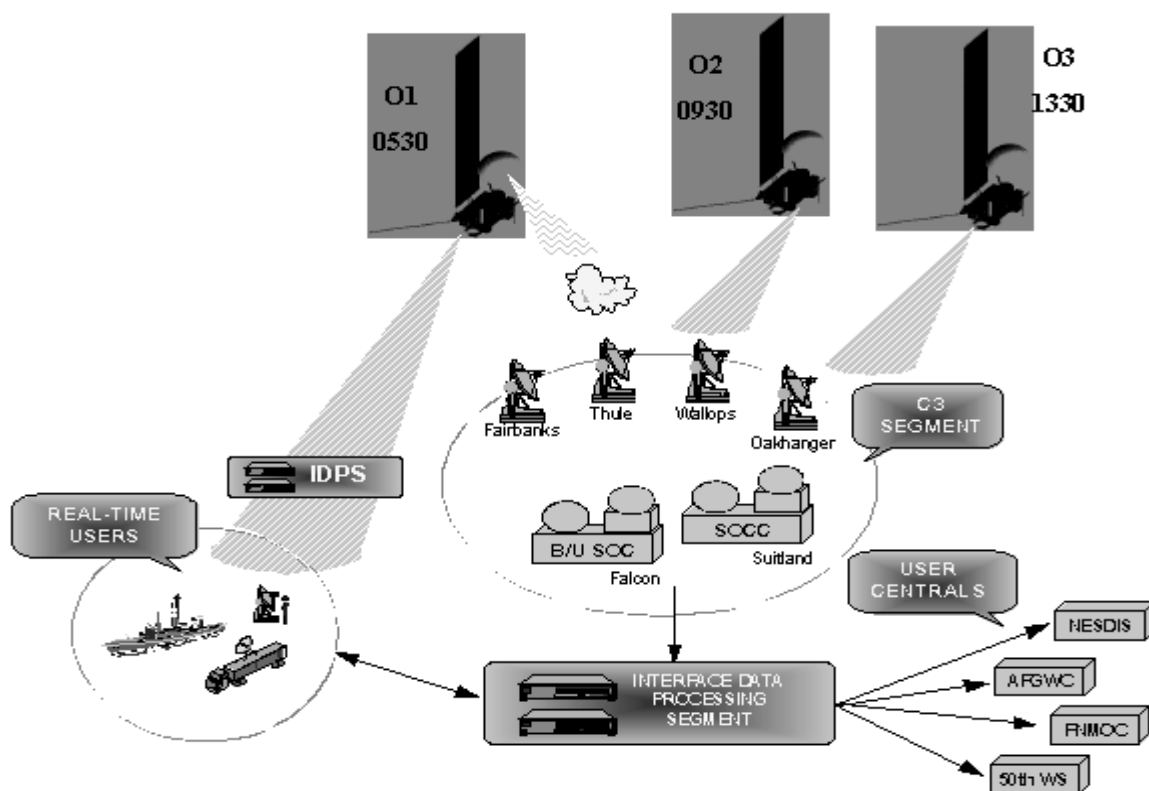 O1
0530
O2
0930
O3
1330
Fairbanks
Thule
Wallops
Oakhanger
C3
SEGMENT
IDPS
REAL-TIME
USERS
B/U SOC
Falcon
SOCC
Suitland
USER
CENTRALS
INTERFACE DATA
PROCESSING
SEGMENT
NESDIS
AFGWC
FNMOC
50th WS